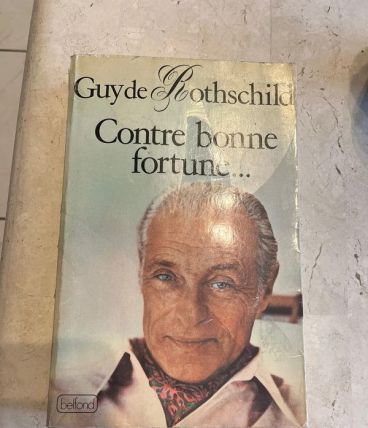 Guy de Rothschild
Contre bonne
fortune...
belfond